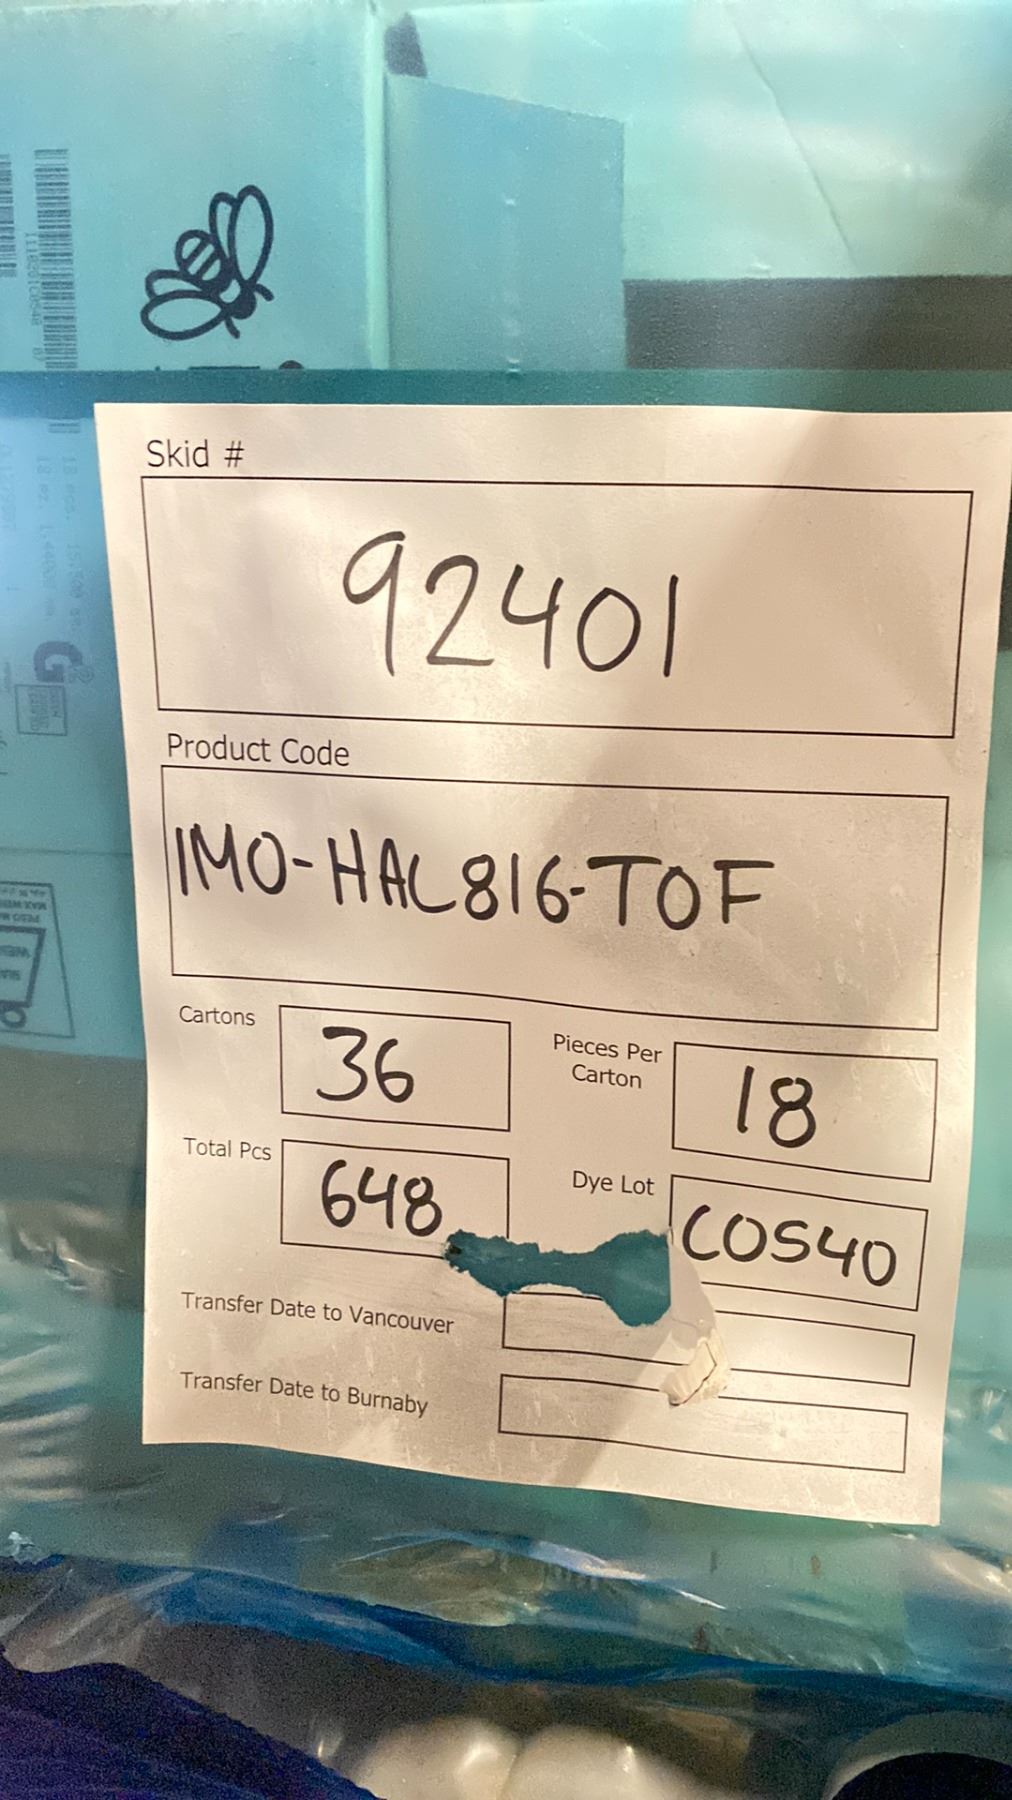 Skid #
92401
Product Code
IMO-HAL816-TOF
Cartons
36
Pieces Per
Carton
18
Total Pcs
648
Dye Lot
COS40
Transfer Date to Vancouver
Transfer Date to Burnaby